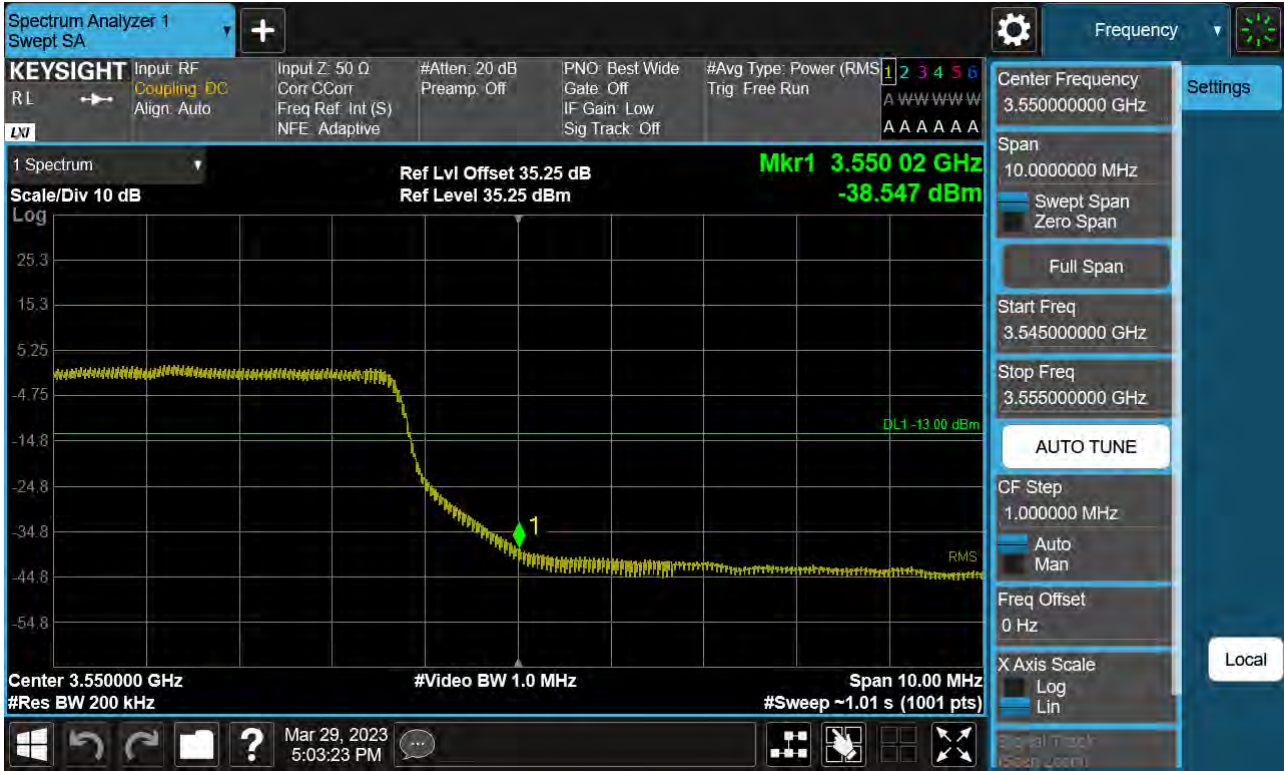 Spectrum Analyzer 1
Swept SA
+
Frequency
KEYSIGHT
RL
LXI
Input: RF
Coupling: DC
Align: Auto
Input Z: 50 Ω
Corr CCorr
Freq Ref: Int (S)
NFE: Adaptive
#Atten: 20 dB
Preamp: Off
PNO: Best Wide
Gate: Off
IF Gain: Low
Sig Track: Off
#Avg Type: Power (RMS
Trig: Free Run
1 2 3 4 5 6
A W W W W W
A A A A A A
1 Spectrum
Scale/Div 10 dB
Log
Ref Lvl Offset 35.25 dB
Ref Level 35.25 dBm
Mkr1 3.550 02 GHz
-38.547 dBm
25.3
15.3
5.25
-4.75
-14.8
-24.8
-34.8
-44.8
-54.8
DL1 -13.00 dBm
1
RMS
Center 3.550000 GHz
#Res BW 200 kHz
#Video BW 1.0 MHz
Span 10.00 MHz
#Sweep ~1.01 s (1001 pts)
Center Frequency
3.550000000 GHz
Settings
Span
10.0000000 MHz
Swept Span
Zero Span
Full Span
Start Freq
3.545000000 GHz
Stop Freq
3.555000000 GHz
AUTO TUNE
CF Step
1.000000 MHz
Auto
Man
Freq Offset
0 Hz
X Axis Scale
Log
Lin
Local
Signal Track
(Span Zoom)
?
Mar 29, 2023
5:03:23 PM